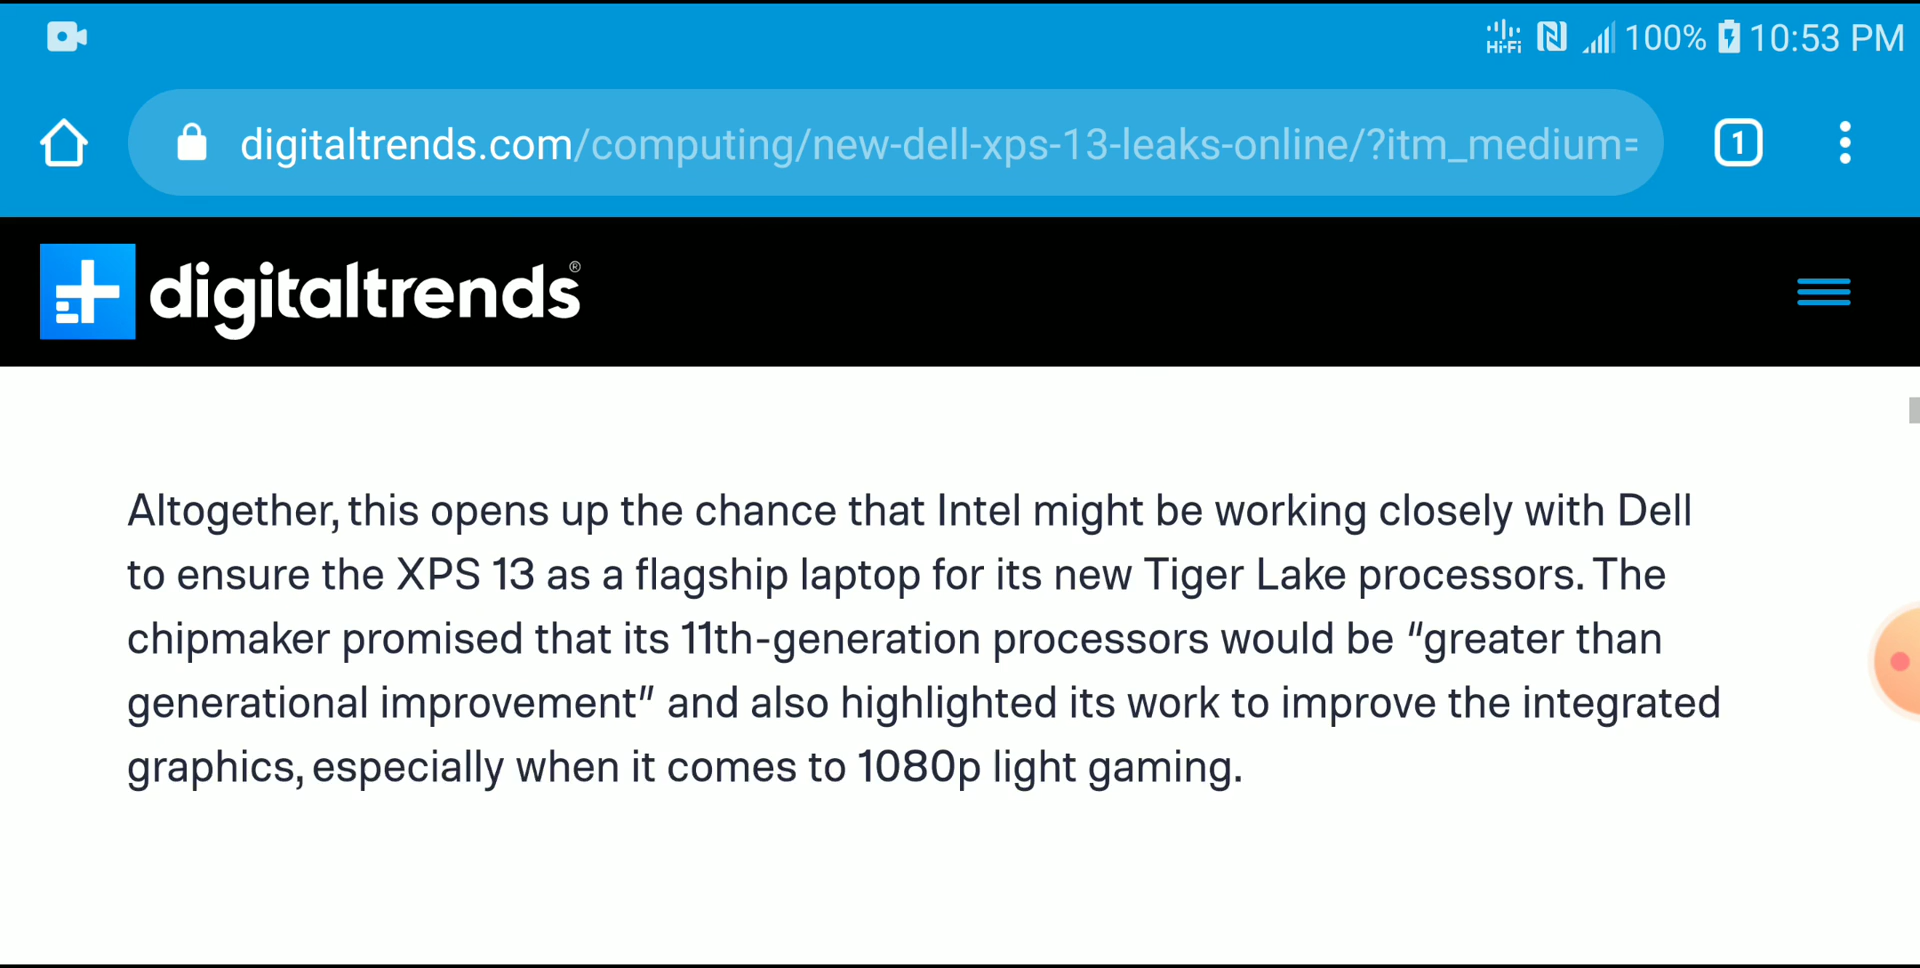 Hi-Fi 100% 10:53 PM
digitaltrends.com/computing/new-dell-xps-13-leaks-online/?itm_medium= 1
digitaltrends®
Altogether, this opens up the chance that Intel might be working closely with Dell
to ensure the XPS 13 as a flagship laptop for its new Tiger Lake processors. The
chipmaker promised that its 11th-generation processors would be “greater than
generational improvement” and also highlighted its work to improve the integrated
graphics, especially when it comes to 1080p light gaming.